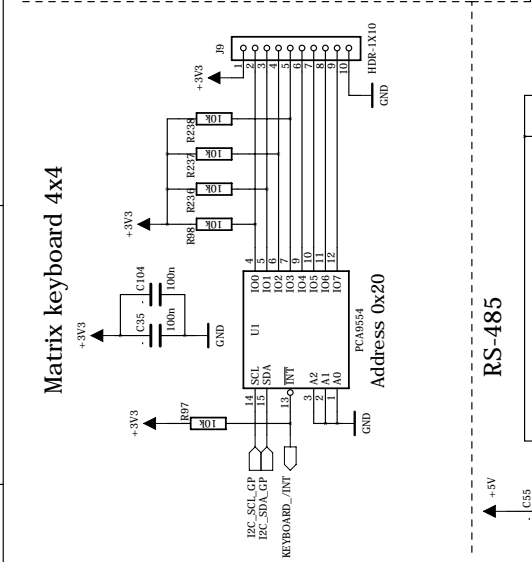 Matrix keyboard 4x4
+3V3
. C35
100n
. C104
100n
GND
+3V3
R97
10k
I2C_SCL_GP
I2C_SDA_GP
KEYBOARD_/INT
14
15
13
3
2
1
SCL
SDA
INT
A2
A1
A0
GND
U1
PCA9554
Address 0x20
IO0
IO1
IO2
IO3
IO4
IO5
IO6
IO7
4
5
6
7
9
10
11
12
+3V3
R98
10k
R236
10k
R237
10k
R238
10k
+3V3
J9
1
2
3
4
5
6
7
8
9
10
HDR-1X10
GND
RS-485
+5V
. C55